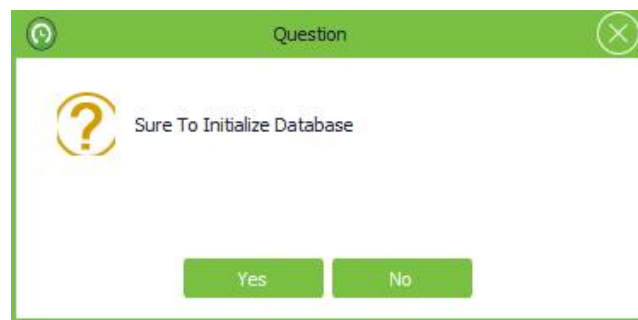 Question
Sure To Initialize Database
Yes
No